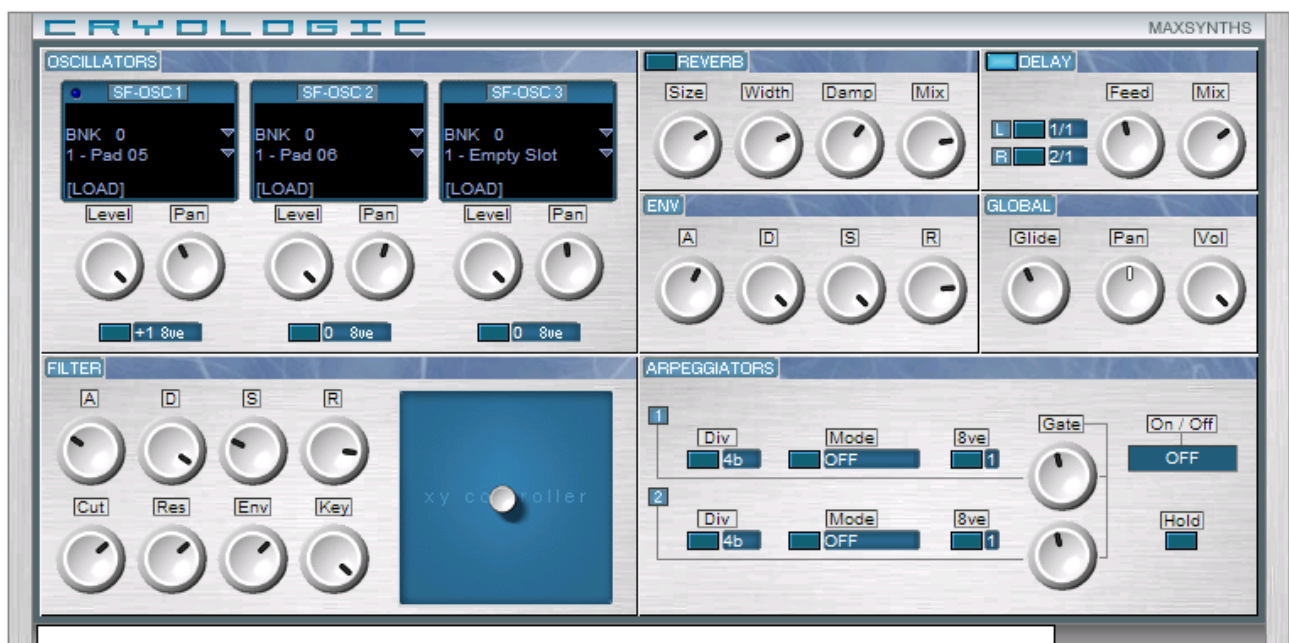 CRYOLOGIC
MAXSYNTHS
OSCILLATORS
SF-OSC 1
BNK 0
1 - Pad 05
[LOAD]
SF-OSC 2
BNK 0
1 - Pad 06
[LOAD]
SF-OSC 3
BNK 0
1 - Empty Slot
[LOAD]
Level Pan
Level Pan
Level Pan
+1 8ve
0 8ve
0 8ve
REVERB
Size Width Damp Mix
DELAY
Feed Mix
L 1/1
R 2/1
ENV
A D S R
GLOBAL
Glide Pan Vol
FILTER
A D S R
Cut Res Env Key
xy controller
ARPEGGIATORS
1
Div Mode 8ve
4b OFF 1
2
Div Mode 8ve
4b OFF 1
Gate
On / Off
OFF
Hold